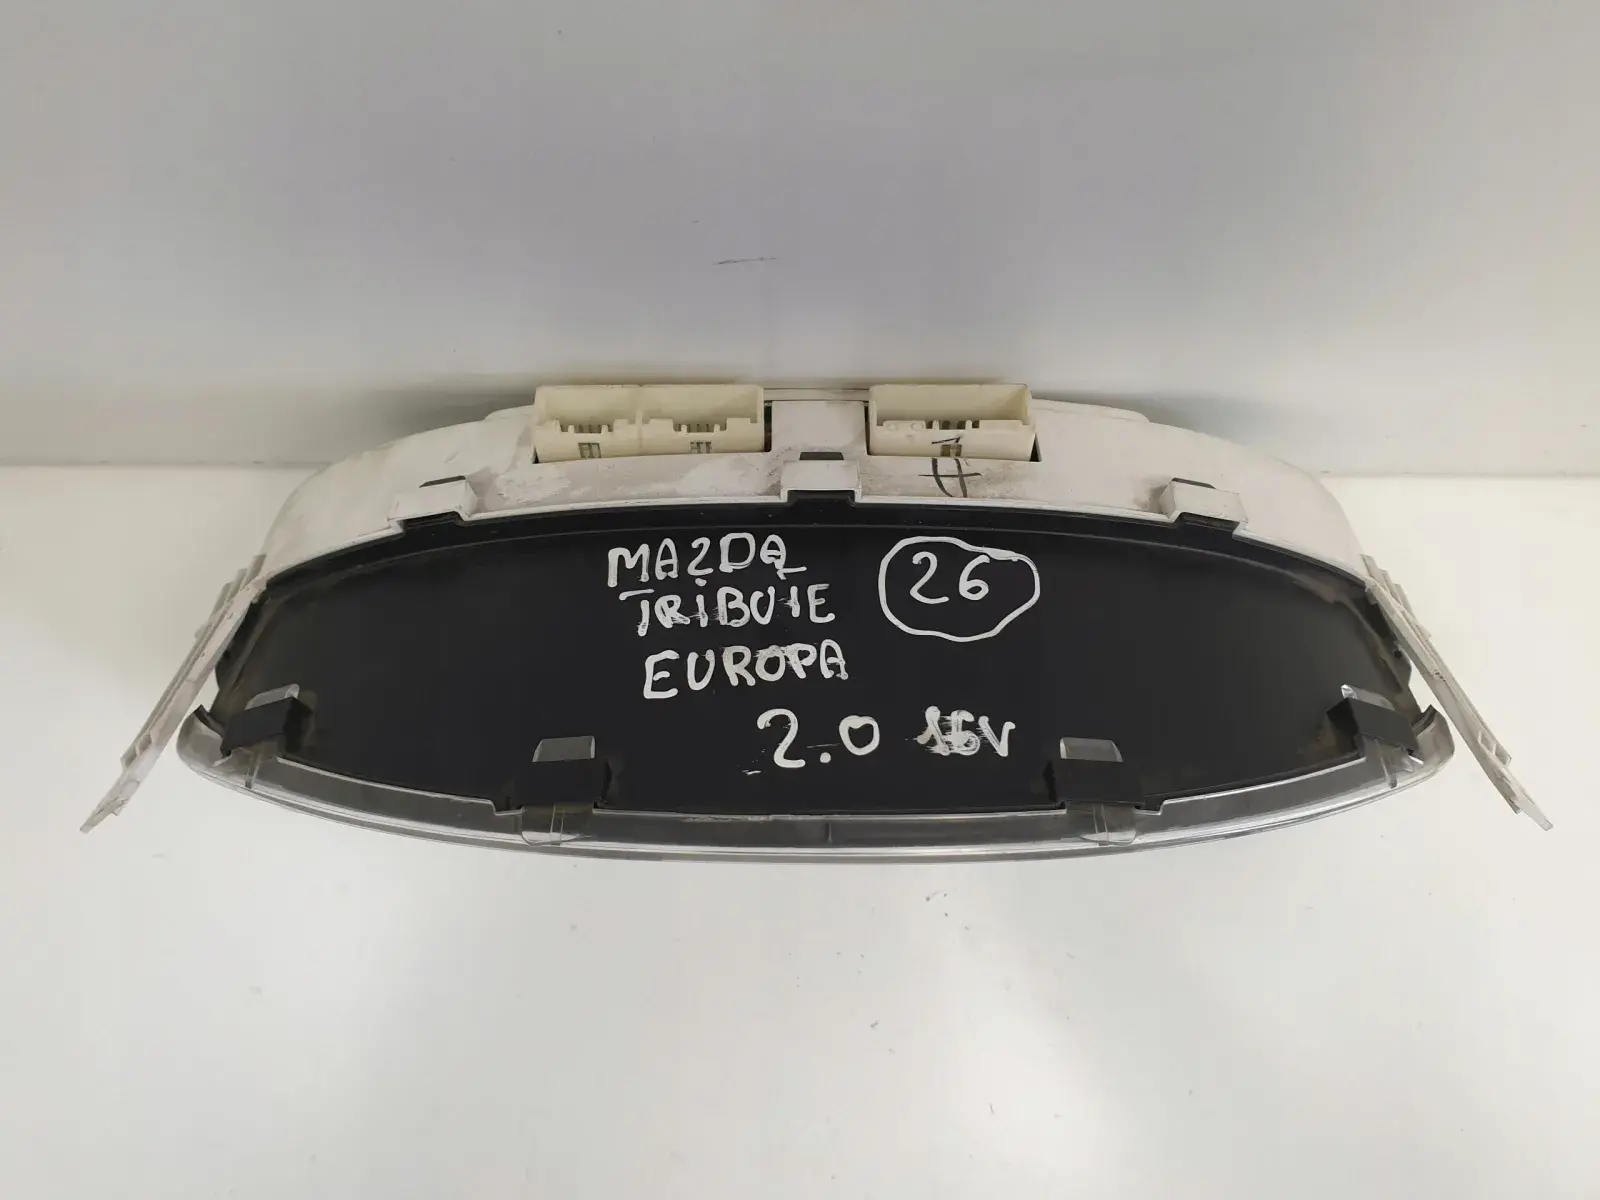 MAZDA
26
TRIBUTE
EUROPA
2.0 16V